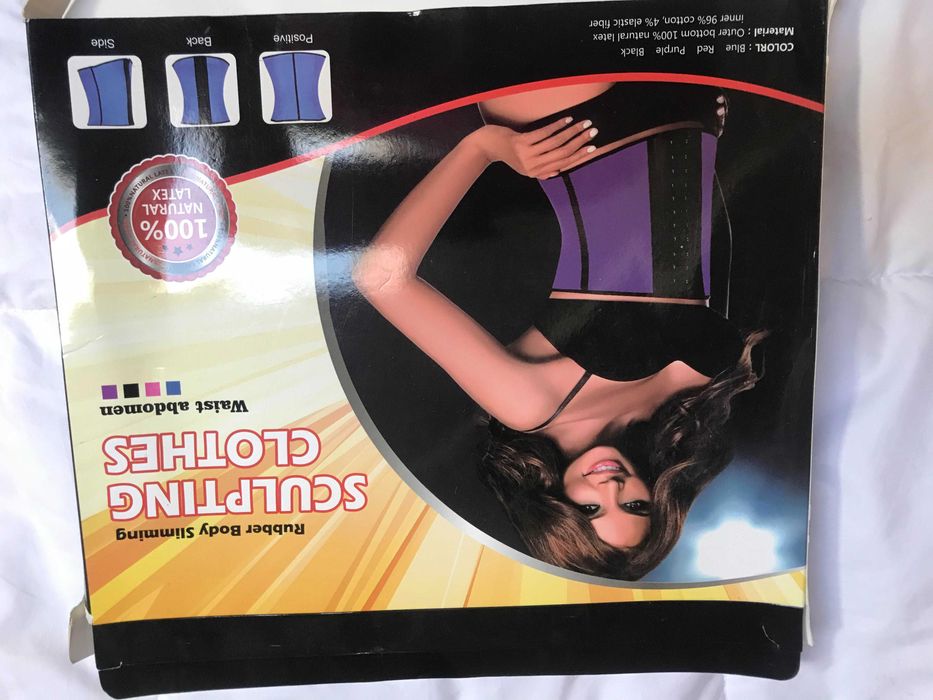 Rubber Body Slimming
SCULPTING
CLOTHES
Waist abdomen
100%
NATURAL
LATEX
Positive
Back
Side
COLORL : Blue Red Purple Black
Material : Outer bottom 100% natural latex
inner 96% cotton, 4% elastic fiber